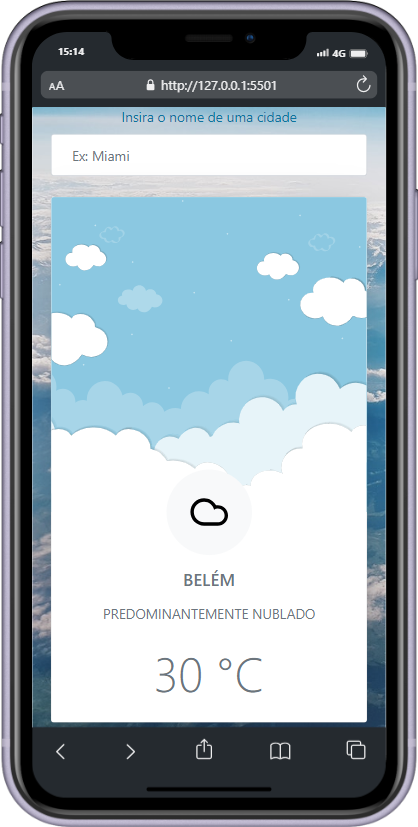 15:14
4G
AA
http://127.0.0.1:5501
Insira o nome de uma cidade
Ex: Miami
BELÉM
PREDOMINANTEMENTE NUBLADO
30 °C